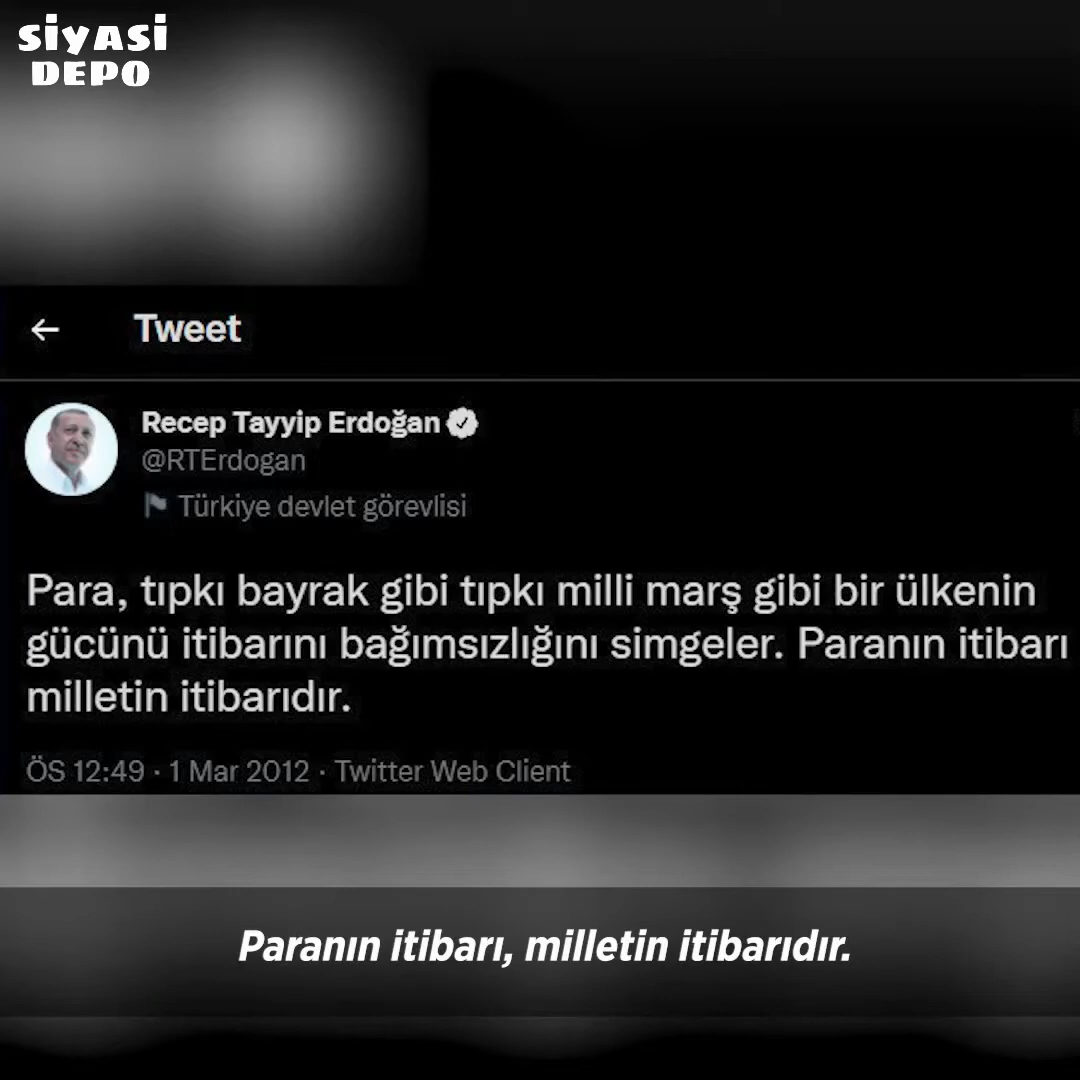 SİYASİ
DEPO
Tweet
Recep Tayyip Erdoğan
@RTErdogan
Türkiye devlet görevlisi
Para, tıpkı bayrak gibi tıpkı milli marş gibi bir ülkenin
gücünü itibarını bağımsızlığını simgeler. Paranın itibarı
milletin itibarıdır.
ÖS 12:49 · 1 Mar 2012 · Twitter Web Client
Paranın itibarı, milletin itibarıdır.